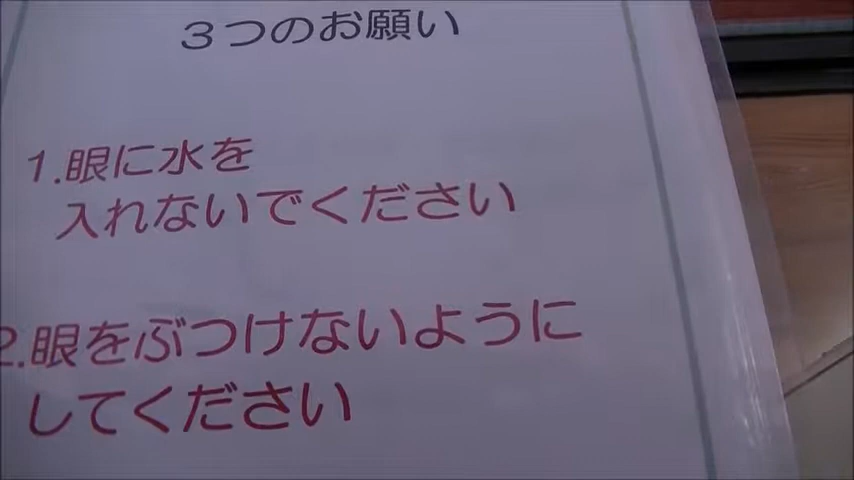 ３つのお願い
1.眼に水を
入れないでください
2.眼をぶつけないように
してください